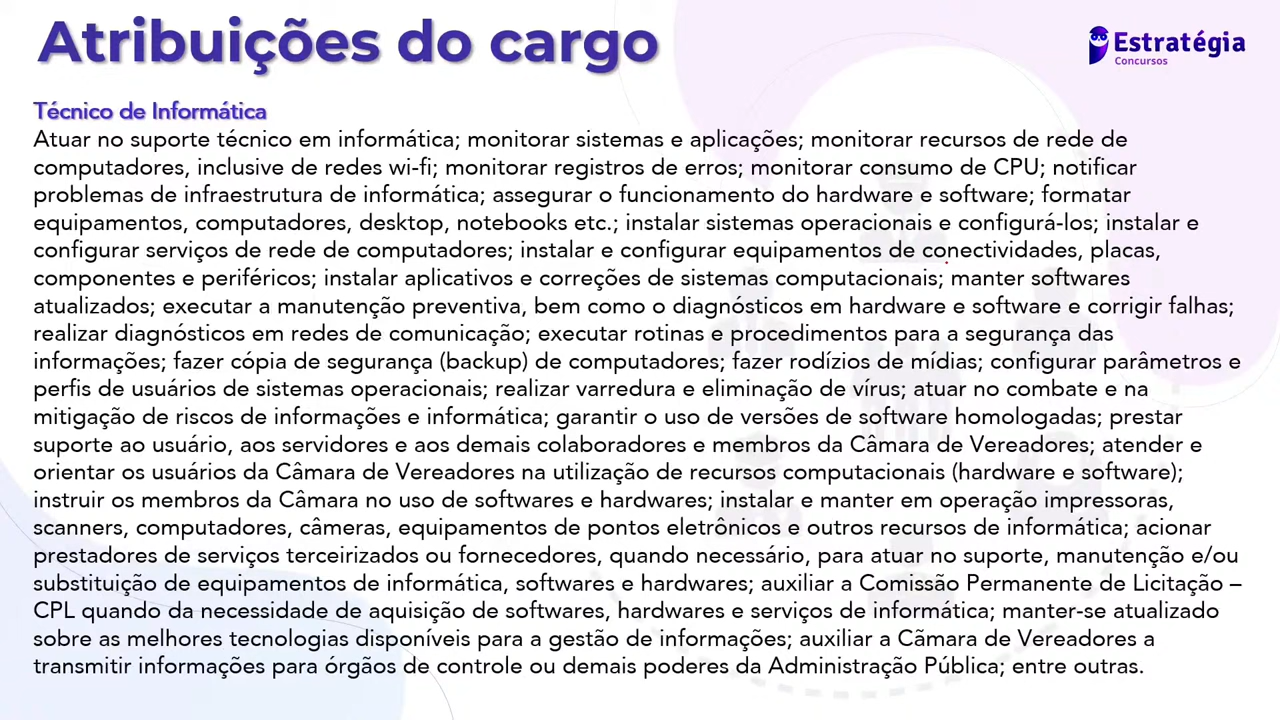 Atribuições do cargo
Estratégia
Concursos
Técnico de Informática
Atuar no suporte técnico em informática; monitorar sistemas e aplicações; monitorar recursos de rede de
computadores, inclusive de redes wi-fi; monitorar registros de erros; monitorar consumo de CPU; notificar
problemas de infraestrutura de informática; assegurar o funcionamento do hardware e software; formatar
equipamentos, computadores, desktop, notebooks etc.; instalar sistemas operacionais e configurá-los; instalar e
configurar serviços de rede de computadores; instalar e configurar equipamentos de conectividades, placas,
componentes e periféricos; instalar aplicativos e correções de sistemas computacionais; manter softwares
atualizados; executar a manutenção preventiva, bem como o diagnósticos em hardware e software e corrigir falhas;
realizar diagnósticos em redes de comunicação; executar rotinas e procedimentos para a segurança das
informações; fazer cópia de segurança (backup) de computadores; fazer rodízios de mídias; configurar parâmetros e
perfis de usuários de sistemas operacionais; realizar varredura e eliminação de vírus; atuar no combate e na
mitigação de riscos de informações e informática; garantir o uso de versões de software homologadas; prestar
suporte ao usuário, aos servidores e aos demais colaboradores e membros da Câmara de Vereadores; atender e
orientar os usuários da Câmara de Vereadores na utilização de recursos computacionais (hardware e software);
instruir os membros da Câmara no uso de softwares e hardwares; instalar e manter em operação impressoras,
scanners, computadores, câmeras, equipamentos de pontos eletrônicos e outros recursos de informática; acionar
prestadores de serviços terceirizados ou fornecedores, quando necessário, para atuar no suporte, manutenção e/ou
substituição de equipamentos de informática, softwares e hardwares; auxiliar a Comissão Permanente de Licitação –
CPL quando da necessidade de aquisição de softwares, hardwares e serviços de informática; manter-se atualizado
sobre as melhores tecnologias disponíveis para a gestão de informações; auxiliar a Cãmara de Vereadores a
transmitir informações para órgãos de controle ou demais poderes da Administração Pública; entre outras.